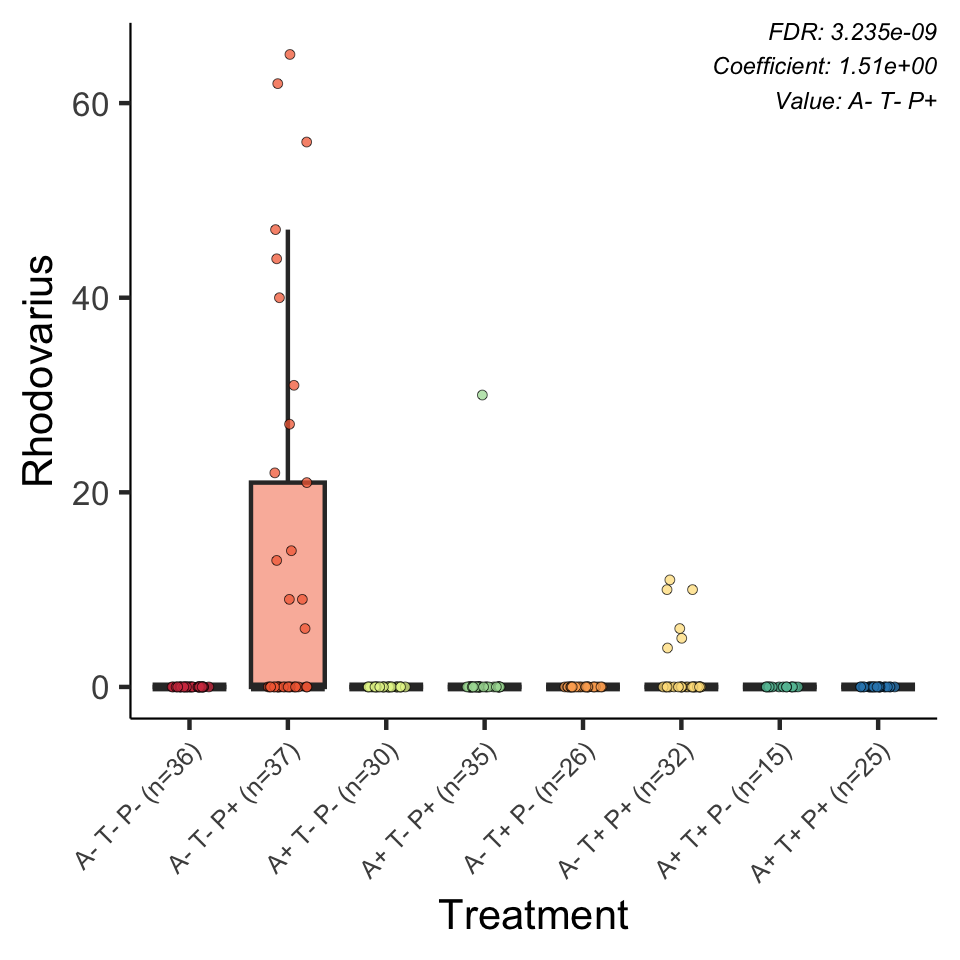 FDR: 3.235e-09
Coefficient: 1.51e+00
Value: A- T- P+
Rhodovarius
60
40
20
0
A- T- P- (n=36)
A- T- P+ (n=37)
A+ T- P- (n=30)
A+ T- P+ (n=35)
A- T+ P- (n=26)
A- T+ P+ (n=32)
A+ T+ P- (n=15)
A+ T+ P+ (n=25)
Treatment